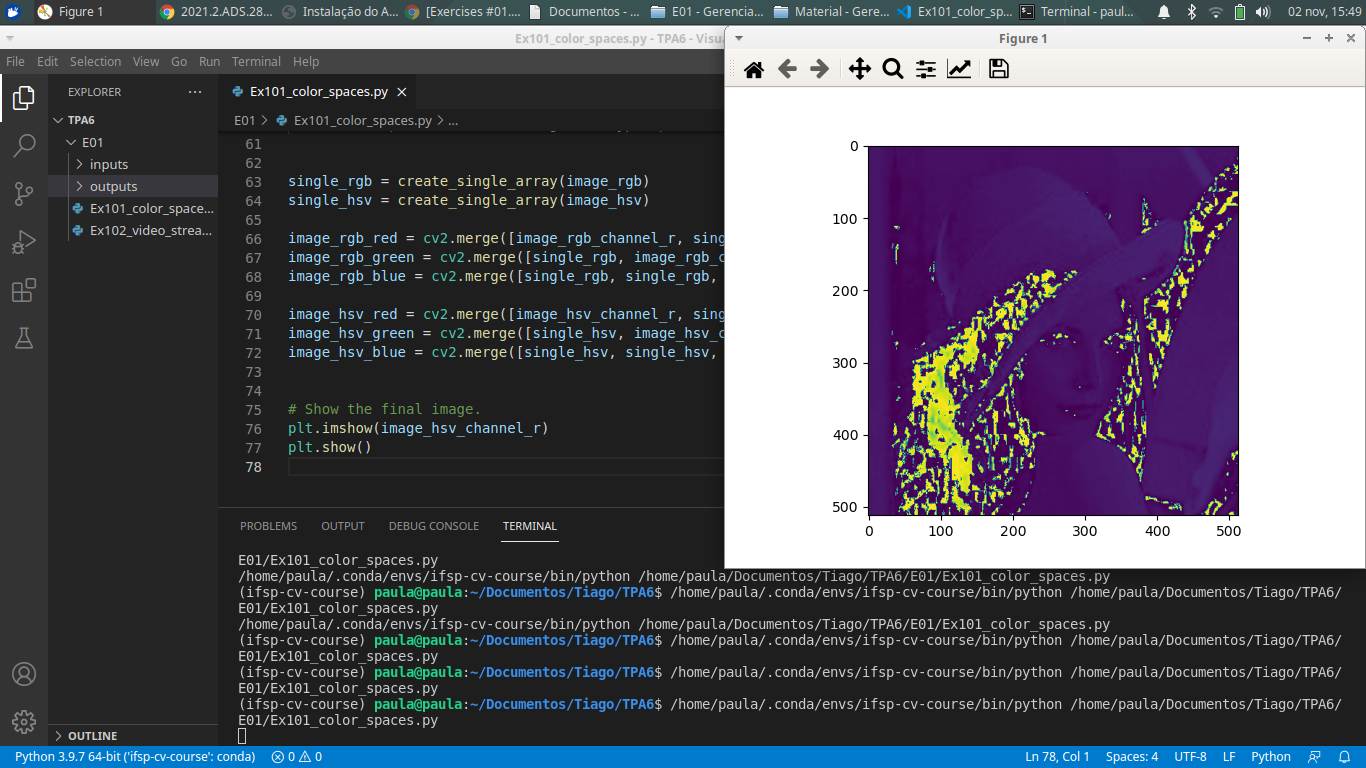 Figure 1
2021.2.ADS.28...
Instalação do A...
[Exercises #01....
Documentos - ...
E01 - Gerencia...
Material - Gere...
Ex101_color_sp...
Terminal - paul...
02 nov, 15:49
Ex101_color_spaces.py - TPA6 - Visua
Figure 1
File Edit Selection View Go Run Terminal Help
EXPLORER
TPA6
E01
inputs
outputs
Ex101_color_space...
Ex102_video_strea...
OUTLINE
Ex101_color_spaces.py
E01 > Ex101_color_spaces.py > ...
61
62
63 single_rgb = create_single_array(image_rgb)
64 single_hsv = create_single_array(image_hsv)
65
66 image_rgb_red = cv2.merge([image_rgb_channel_r, sing
67 image_rgb_green = cv2.merge([single_rgb, image_rgb_c
68 image_rgb_blue = cv2.merge([single_rgb, single_rgb,
69
70 image_hsv_red = cv2.merge([image_hsv_channel_r, sing
71 image_hsv_green = cv2.merge([single_hsv, image_hsv_c
72 image_hsv_blue = cv2.merge([single_hsv, single_hsv,
73
74
75 # Show the final image.
76 plt.imshow(image_hsv_channel_r)
77 plt.show()
78
0
100
200
300
400
500
0 100 200 300 400 500
PROBLEMS OUTPUT DEBUG CONSOLE TERMINAL
E01/Ex101_color_spaces.py
/home/paula/.conda/envs/ifsp-cv-course/bin/python /home/paula/Documentos/Tiago/TPA6/E01/Ex101_color_spaces.py
(ifsp-cv-course) paula@paula:~/Documentos/Tiago/TPA6$ /home/paula/.conda/envs/ifsp-cv-course/bin/python /home/paula/Documentos/Tiago/TPA6/
E01/Ex101_color_spaces.py
/home/paula/.conda/envs/ifsp-cv-course/bin/python /home/paula/Documentos/Tiago/TPA6/E01/Ex101_color_spaces.py
(ifsp-cv-course) paula@paula:~/Documentos/Tiago/TPA6$ /home/paula/.conda/envs/ifsp-cv-course/bin/python /home/paula/Documentos/Tiago/TPA6/
E01/Ex101_color_spaces.py
(ifsp-cv-course) paula@paula:~/Documentos/Tiago/TPA6$ /home/paula/.conda/envs/ifsp-cv-course/bin/python /home/paula/Documentos/Tiago/TPA6/
E01/Ex101_color_spaces.py
(ifsp-cv-course) paula@paula:~/Documentos/Tiago/TPA6$ /home/paula/.conda/envs/ifsp-cv-course/bin/python /home/paula/Documentos/Tiago/TPA6/
E01/Ex101_color_spaces.py
Python 3.9.7 64-bit ('ifsp-cv-course': conda) 0 0 Ln 78, Col 1 Spaces: 4 UTF-8 LF Python